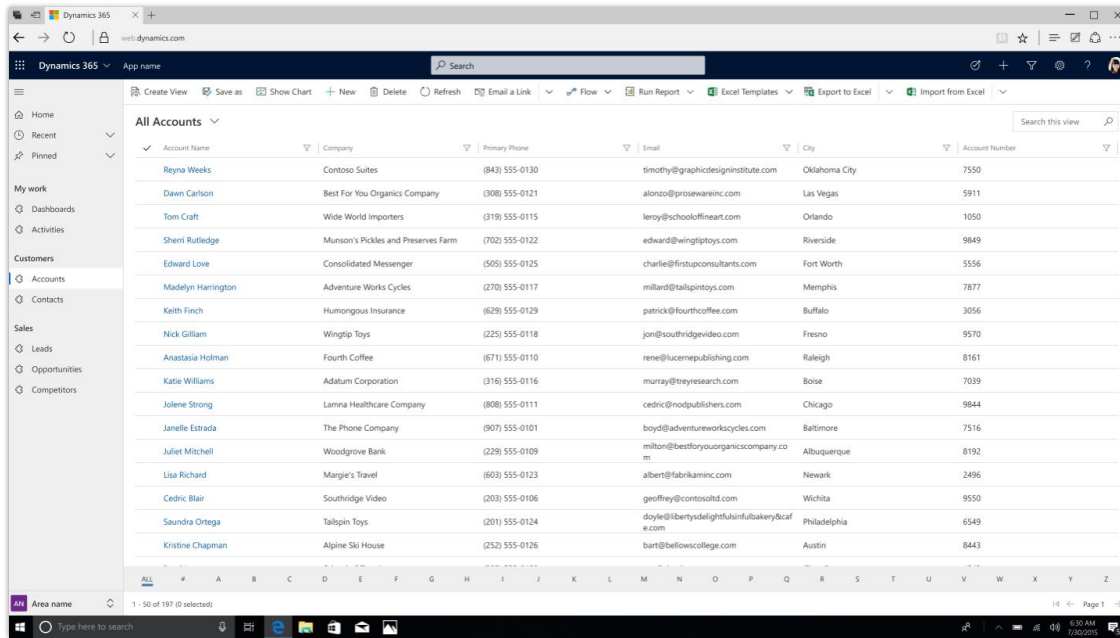 Dynamics 365
web.dynamics.com
Dynamics 365 App name Search
Create View Save as Show Chart New Delete Refresh Email a Link Flow Run Report Excel Templates Export to Excel Import from Excel
Home
Recent
Pinned
My work
Dashboards
Activities
Customers
Accounts
Contacts
Sales
Leads
Opportunities
Competitors
AN Area name
All Accounts Search this view
Account Name Company Primary Phone Email City Account Number
Reyna Weeks Contoso Suites (843) 555-0130 timothy@graphicdesigninstitute.com Oklahoma City 7550
Dawn Carlson Best For You Organics Company (308) 555-0121 alonzo@prosewareinc.com Las Vegas 5911
Tom Craft Wide World Importers (319) 555-0115 leroy@schooloffineart.com Orlando 1050
Sherri Rutledge Munson's Pickles and Preserves Farm (702) 555-0122 edward@wingtiptoys.com Riverside 9849
Edward Love Consolidated Messenger (505) 555-0125 charlie@firstupconsultants.com Fort Worth 5556
Madelyn Harrington Adventure Works Cycles (270) 555-0117 millard@tailspintoys.com Memphis 7877
Keith Finch Humongous Insurance (629) 555-0129 patrick@fourthcoffee.com Buffalo 3056
Nick Gilliam Wingtip Toys (225) 555-0118 jon@southridgevideo.com Fresno 9570
Anastasia Holman Fourth Coffee (671) 555-0110 rene@lucernepublishing.com Raleigh 8161
Katie Williams Adatum Corporation (316) 555-0116 murray@treyresearch.com Boise 7039
Jolene Strong Lamna Healthcare Company (808) 555-0111 cedric@nodpublishers.com Chicago 9844
Janelle Estrada The Phone Company (907) 555-0101 boyd@adventureworkscycles.com Baltimore 7516
Juliet Mitchell Woodgrove Bank (229) 555-0109 milton@bestforyouorganicscompany.co
m Albuquerque 8192
Lisa Richard Margie's Travel (603) 555-0123 albert@fabrikaminc.com Newark 2496
Cedric Blair Southridge Video (203) 555-0106 geoffrey@contosoltd.com Wichita 9550
Saundra Ortega Tailspin Toys (201) 555-0124 doyle@libertysdelightfulsinfulbakery&caf
e.com Philadelphia 6549
Kristine Chapman Alpine Ski House (252) 555-0126 bart@bellowscollege.com Austin 8443
ALL # A B C D E F G H I J K L M N O P Q R S T U V W X Y Z
1 - 50 of 197 (0 selected) Page 1
Type here to search 6:30 AM
7/30/2015